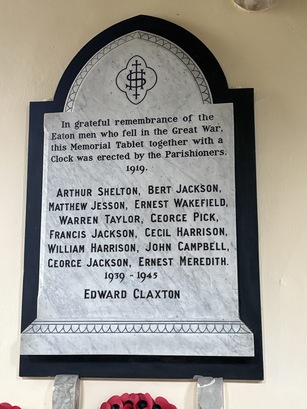 IHS
In grateful remembrance of the
Eaton men who fell in the Great War,
this Memorial Tablet together with a
Clock was erected by the Parishioners.
1919.
ARTHUR SHELTON, BERT JACKSON,
MATTHEW JESSON, ERNEST WAKEFIELD,
WARREN TAYLOR, GEORGE PICK,
FRANCIS JACKSON, CECIL HARRISON,
WILLIAM HARRISON, JOHN CAMPBELL,
GEORGE JACKSON, ERNEST MEREDITH.
1939 - 1945
EDWARD CLAXTON